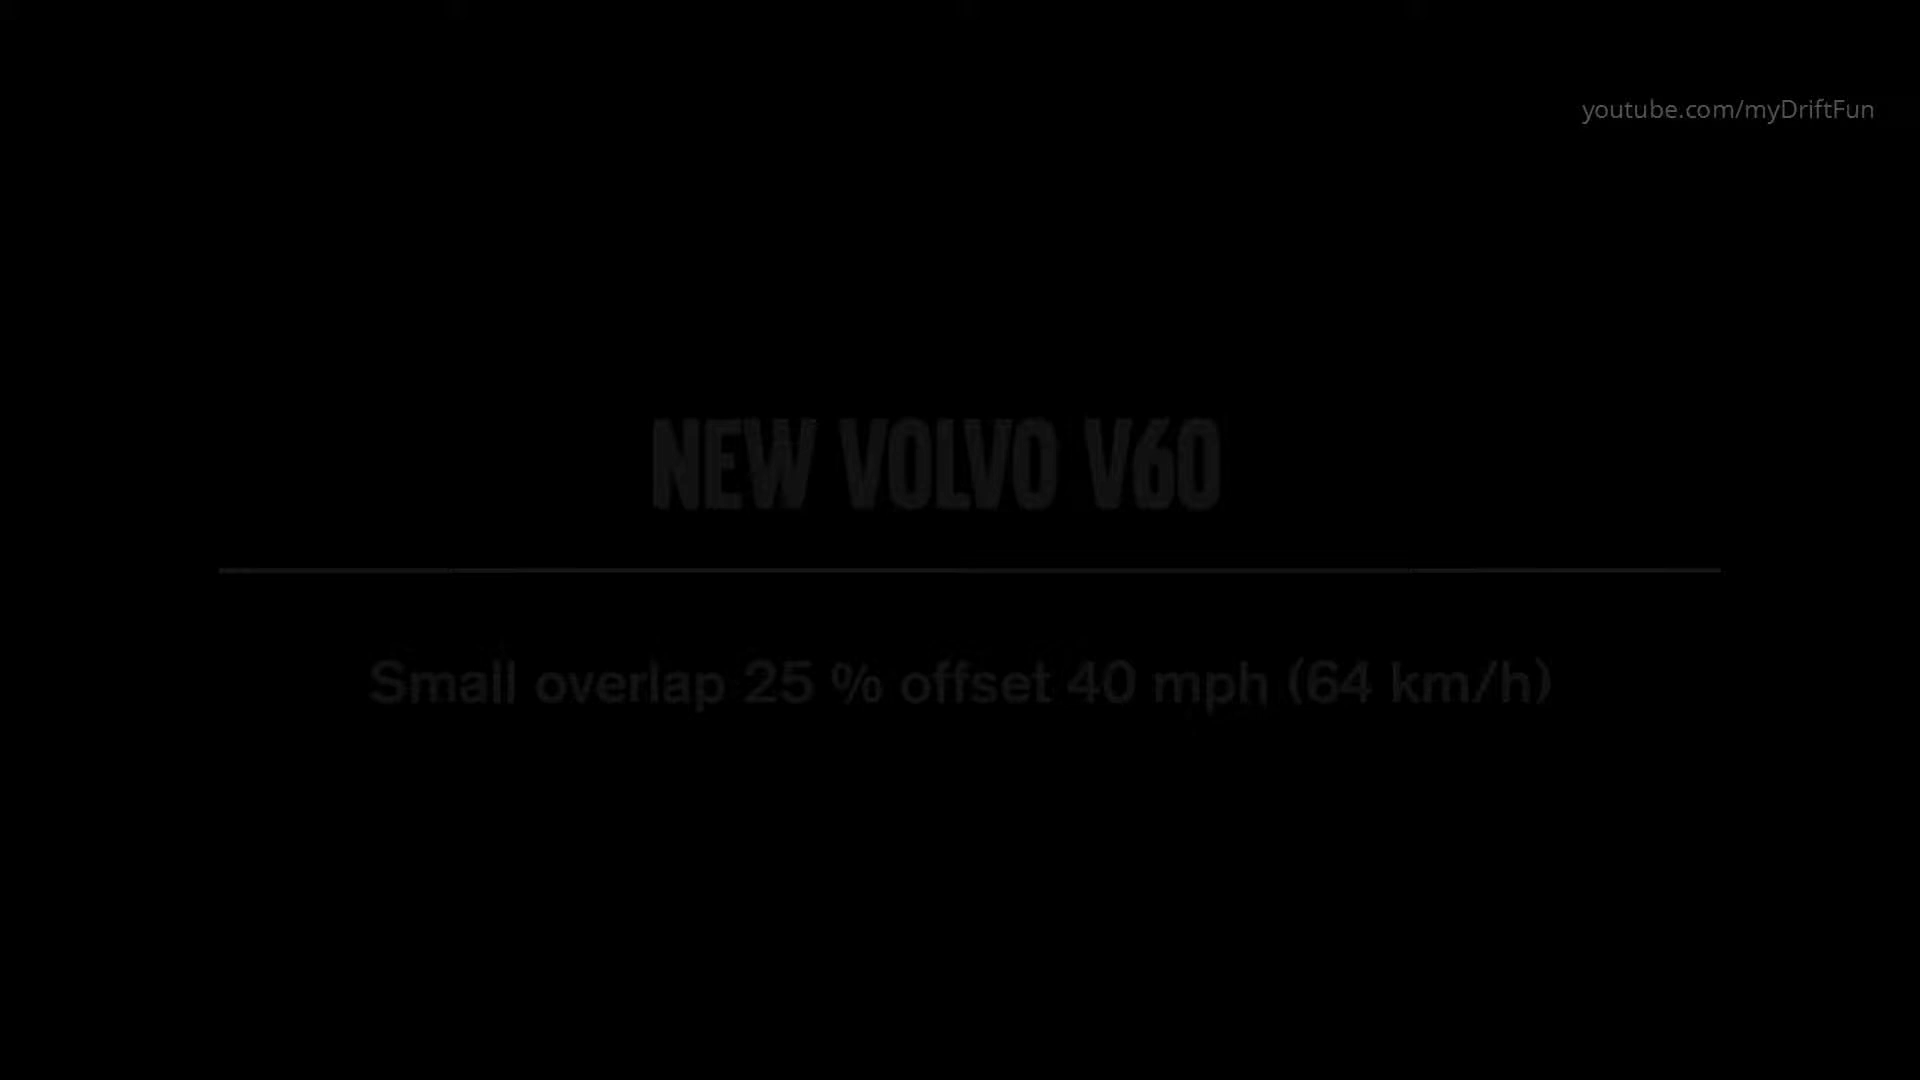 youtube.com/myDriftFun
NEW VOLVO V60
Small overlap 25 % offset 40 mph (64 km/h)